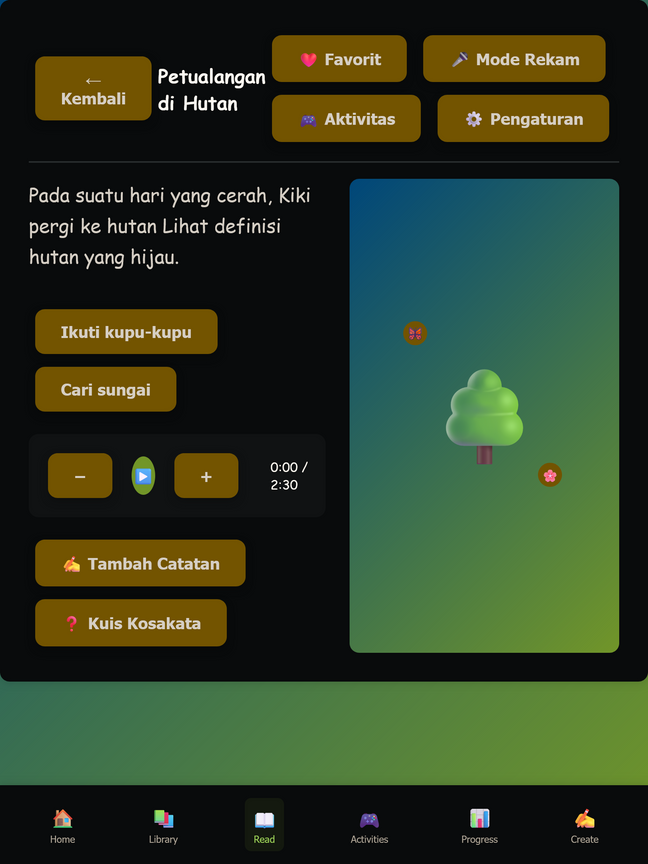 ← Kembali
Petualangan
di Hutan
💗 Favorit
🎤 Mode Rekam
🎮 Aktivitas
⚙️ Pengaturan
Pada suatu hari yang cerah, Kiki
pergi ke hutan Lihat definisi
hutan yang hijau.
Ikuti kupu-kupu
Cari sungai
−
+
0:00 /
2:30
✍️ Tambah Catatan
❓ Kuis Kosakata
Home
Library
Read
Activities
Progress
Create